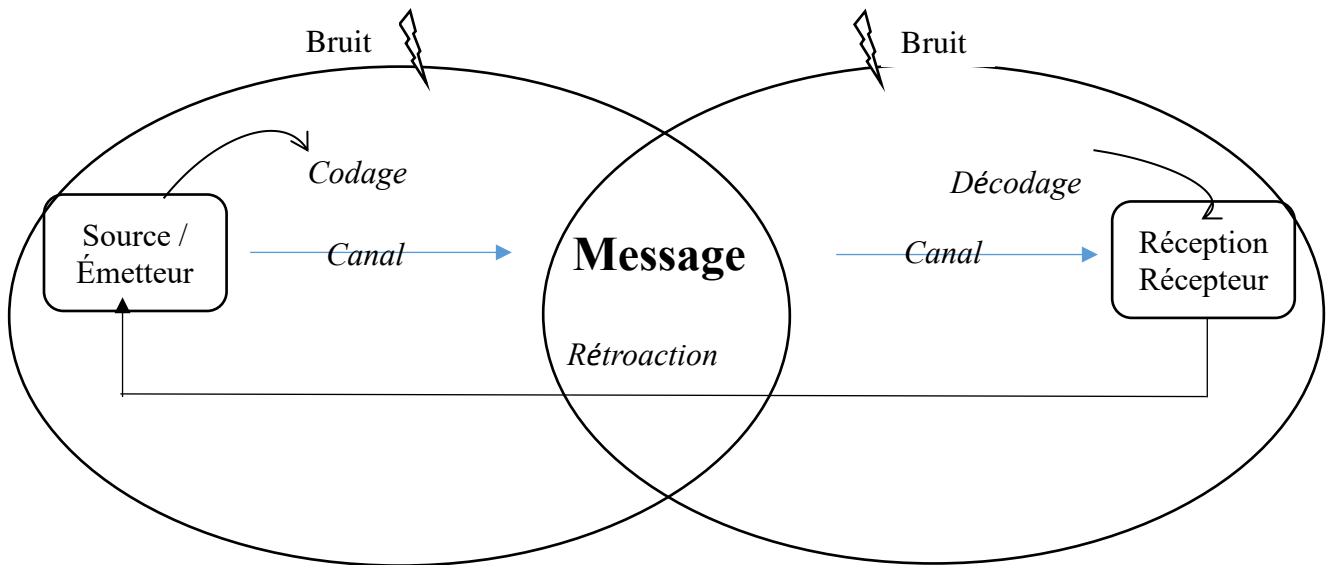 Bruit
Bruit
Codage
Décodage
Source /
Émetteur
Canal
Message
Canal
Réception
Récepteur
Rétroaction